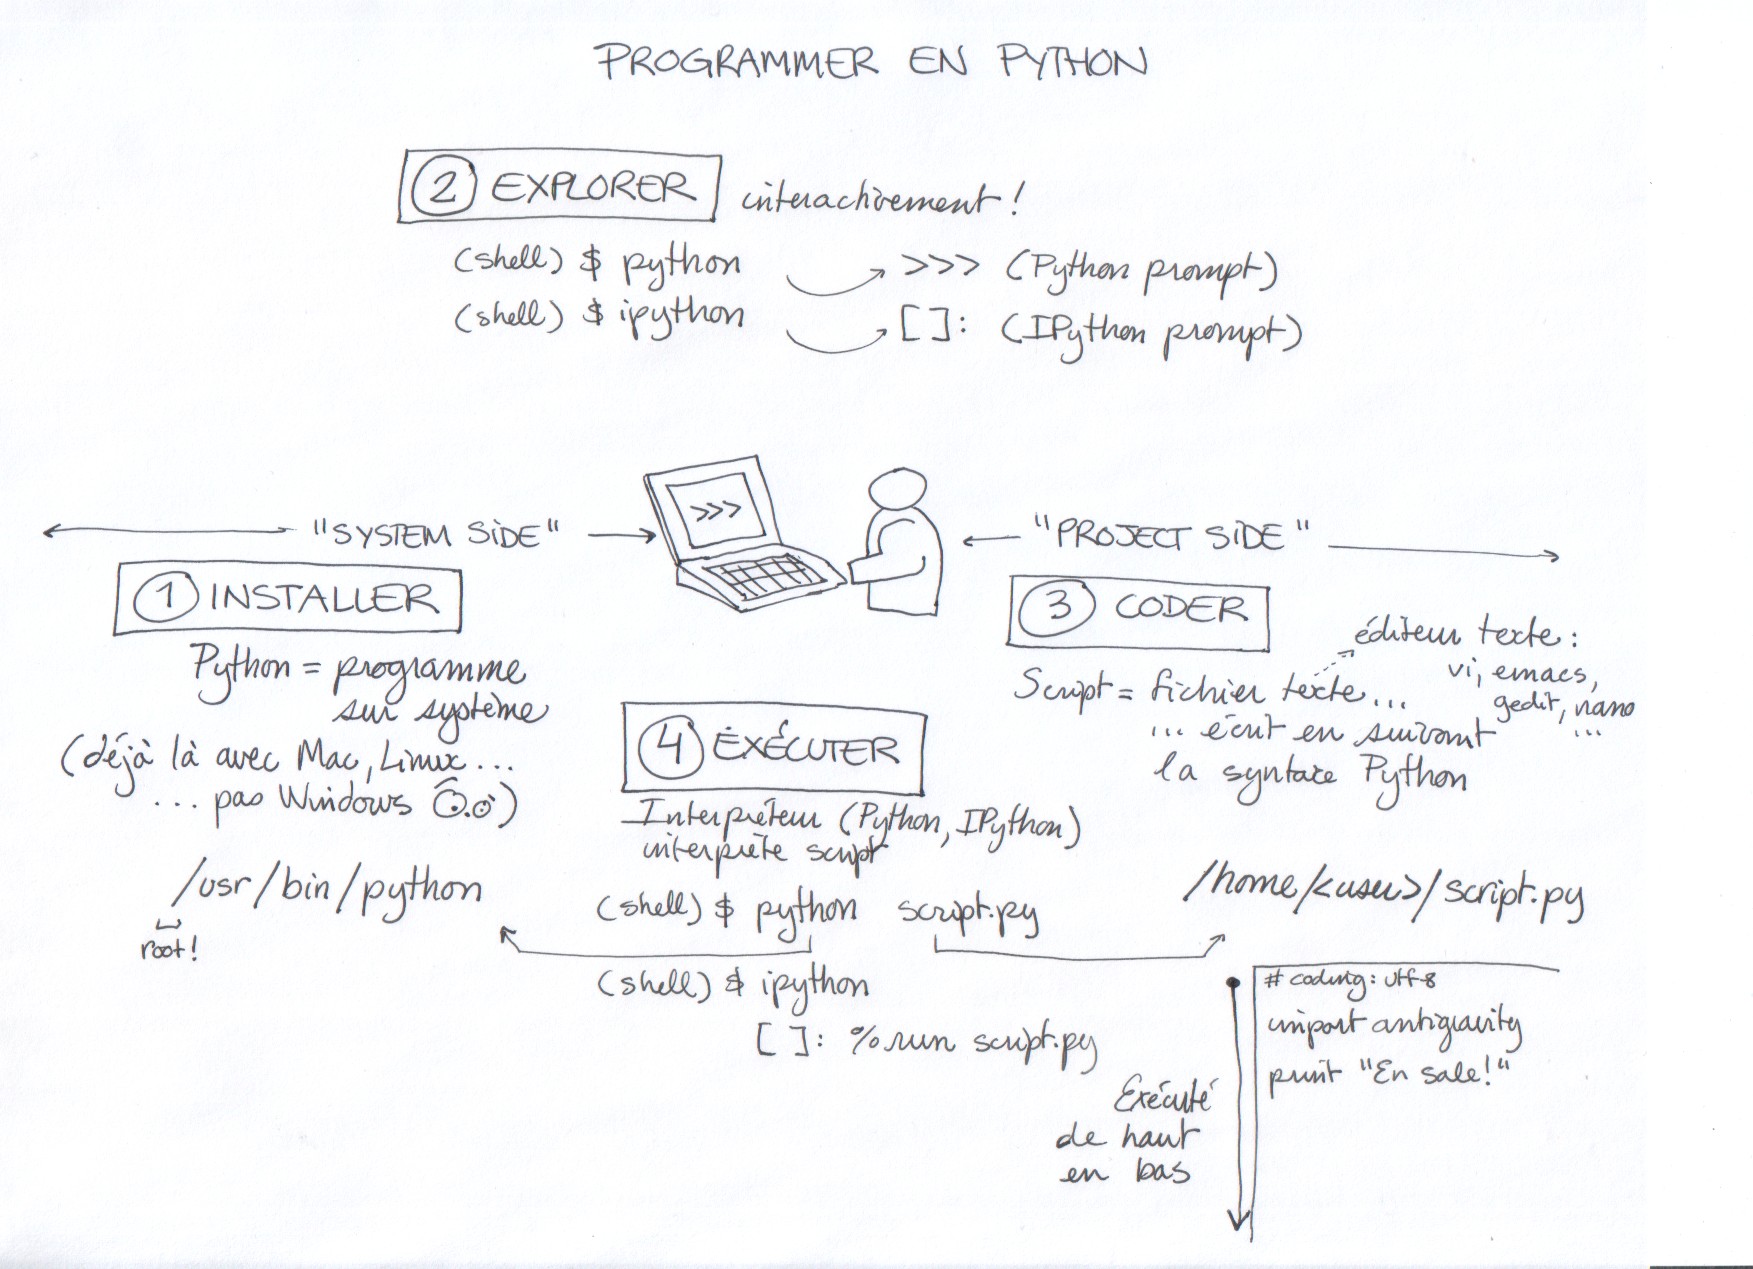 PROGRAMMER EN PYTHON
2 EXPLORER interactivement !
(shell) $ python >>> (Python prompt)
(shell) $ ipython [ ]: (IPython prompt)
>>>
"SYSTEM SIDE"
1 INSTALLER
Python = programme
sur système
(déjà là avec Mac, Linux...
... pas Windows Ô.ó)
/usr/bin/python
root!
"PROJECT SIDE"
3 CODER
éditeur texte :
vi, emacs,
gedit, nano
...
Script = fichier texte...
... écrit en suivant
la syntaxe Python
4 ÉXÉCUTER
Interpréteur (Python, IPython)
interprète script
(shell) $ python script.py
(shell) $ ipython
[ ]: %run script.py
/home/<user>/script.py
# coding: utf-8
import antigravity
print "En sale!"
Exécuté
de haut
en bas